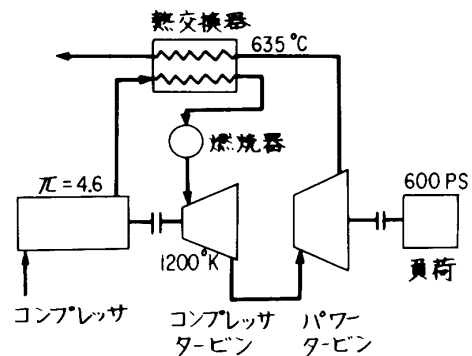 熱交換器
635℃
燃焼器
π=4.6
600 PS
1200°K
負荷
コンプレッサ
コンプレッサ
タービン
パワー
タービン